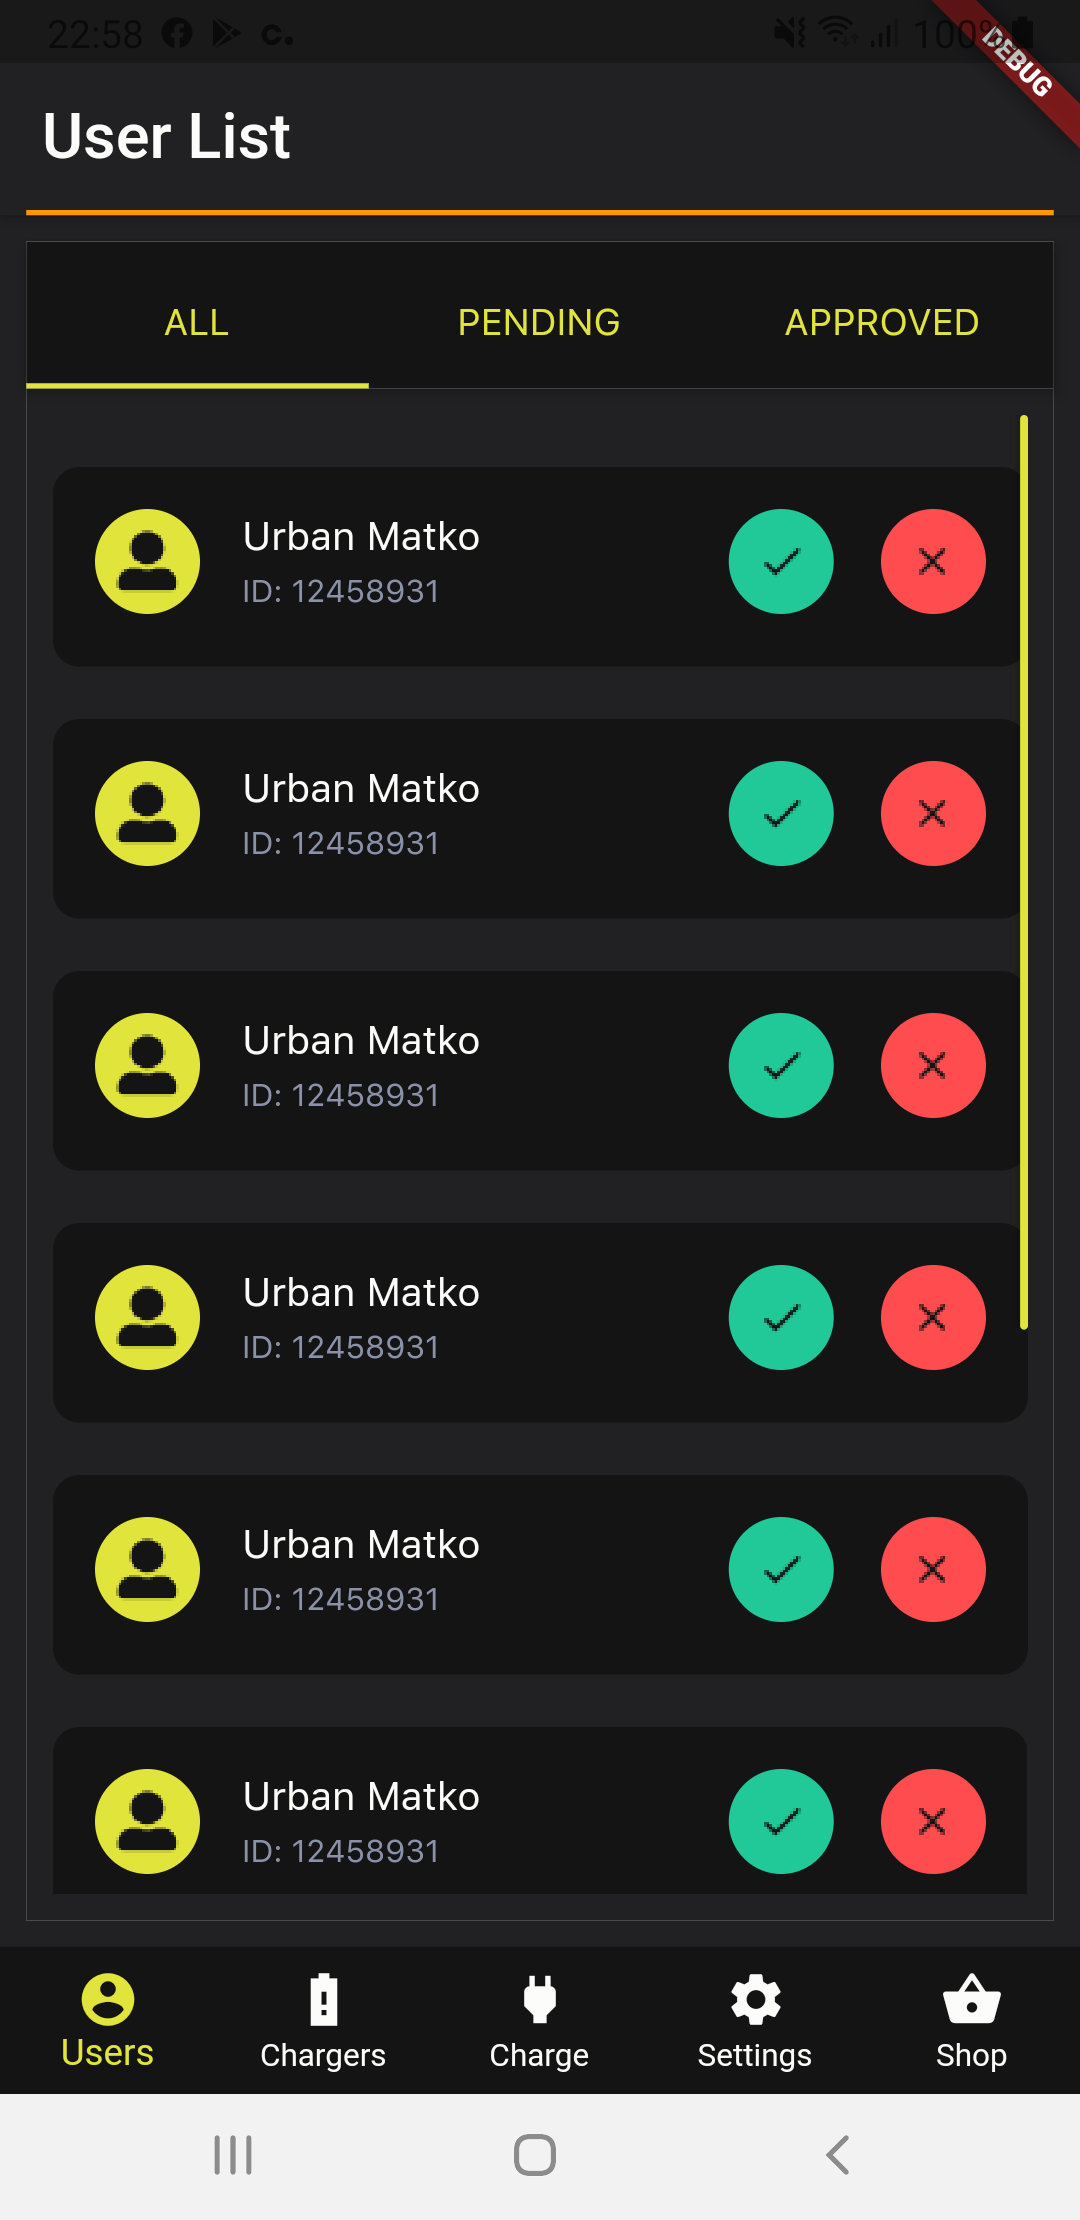 22:58
100%
DEBUG
User List
ALL PENDING APPROVED
Urban Matko
ID: 12458931
Urban Matko
ID: 12458931
Urban Matko
ID: 12458931
Urban Matko
ID: 12458931
Urban Matko
ID: 12458931
Urban Matko
ID: 12458931
Users Chargers Charge Settings Shop